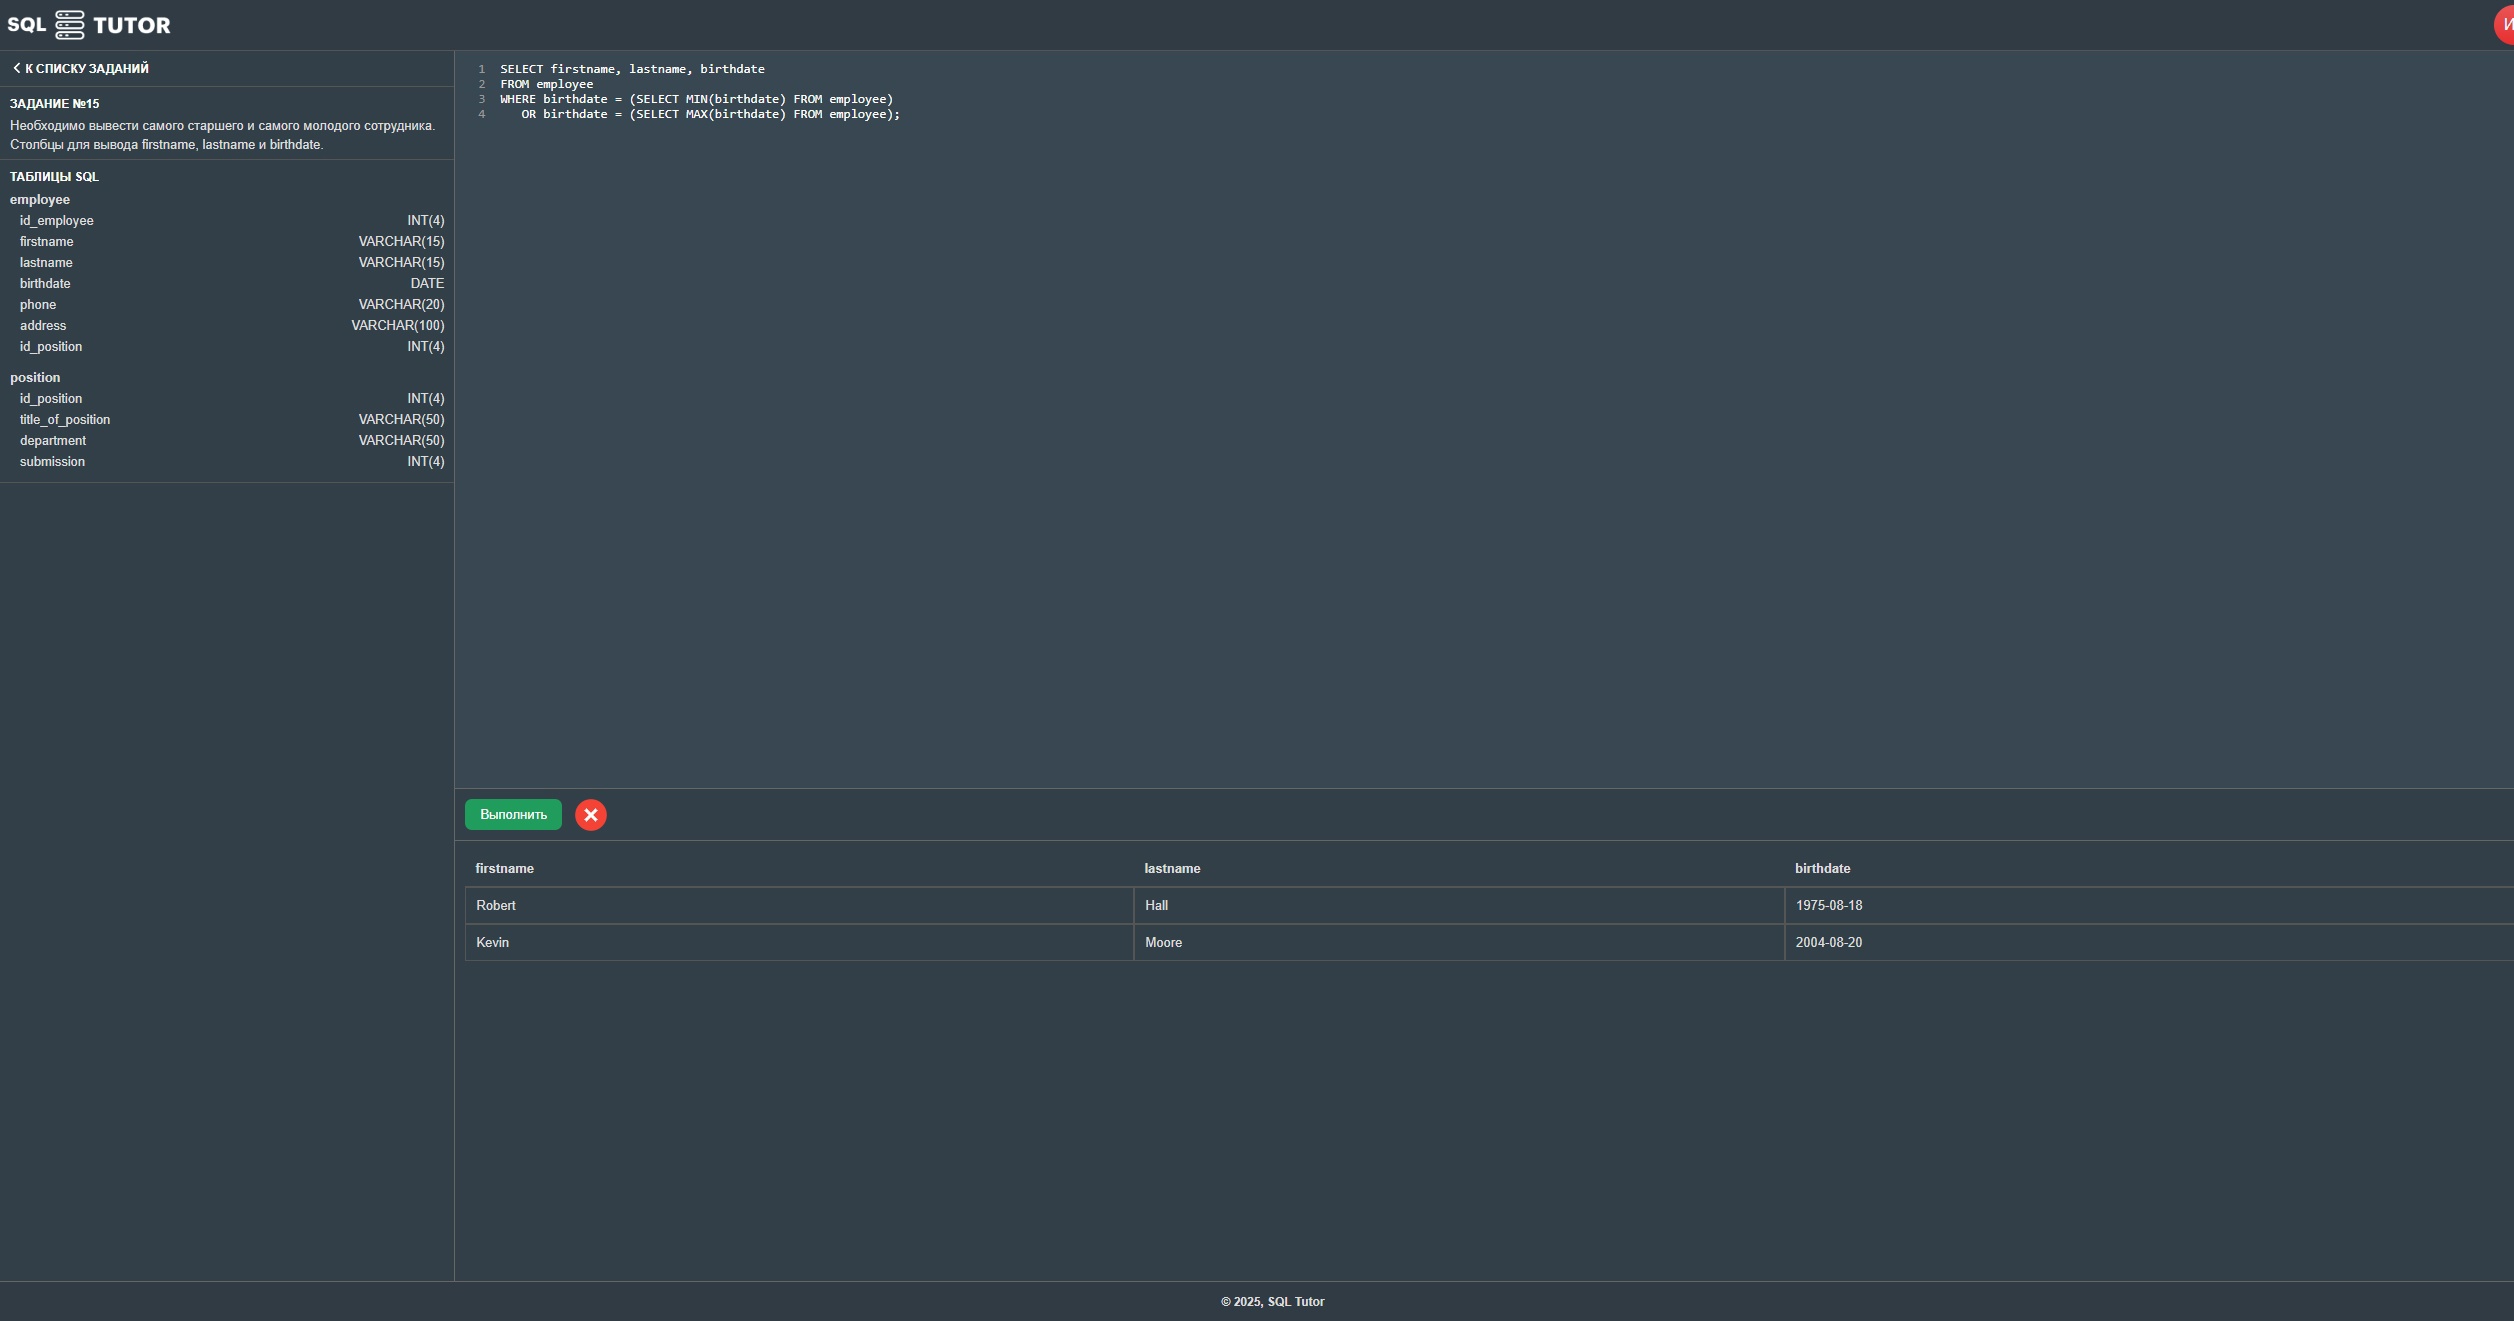 SQL TUTOR
К СПИСКУ ЗАДАНИЙ
ЗАДАНИЕ №15
Необходимо вывести самого старшего и самого молодого сотрудника.
Столбцы для вывода firstname, lastname и birthdate.
ТАБЛИЦЫ SQL
employee
id_employee INT(4)
firstname VARCHAR(15)
lastname VARCHAR(15)
birthdate DATE
phone VARCHAR(20)
address VARCHAR(100)
id_position INT(4)
position
id_position INT(4)
title_of_position VARCHAR(50)
department VARCHAR(50)
submission INT(4)
1 SELECT firstname, lastname, birthdate
2 FROM employee
3 WHERE birthdate = (SELECT MIN(birthdate) FROM employee)
4 OR birthdate = (SELECT MAX(birthdate) FROM employee);
Выполнить
firstname lastname birthdate
Robert Hall 1975-08-18
Kevin Moore 2004-08-20
© 2025, SQL Tutor